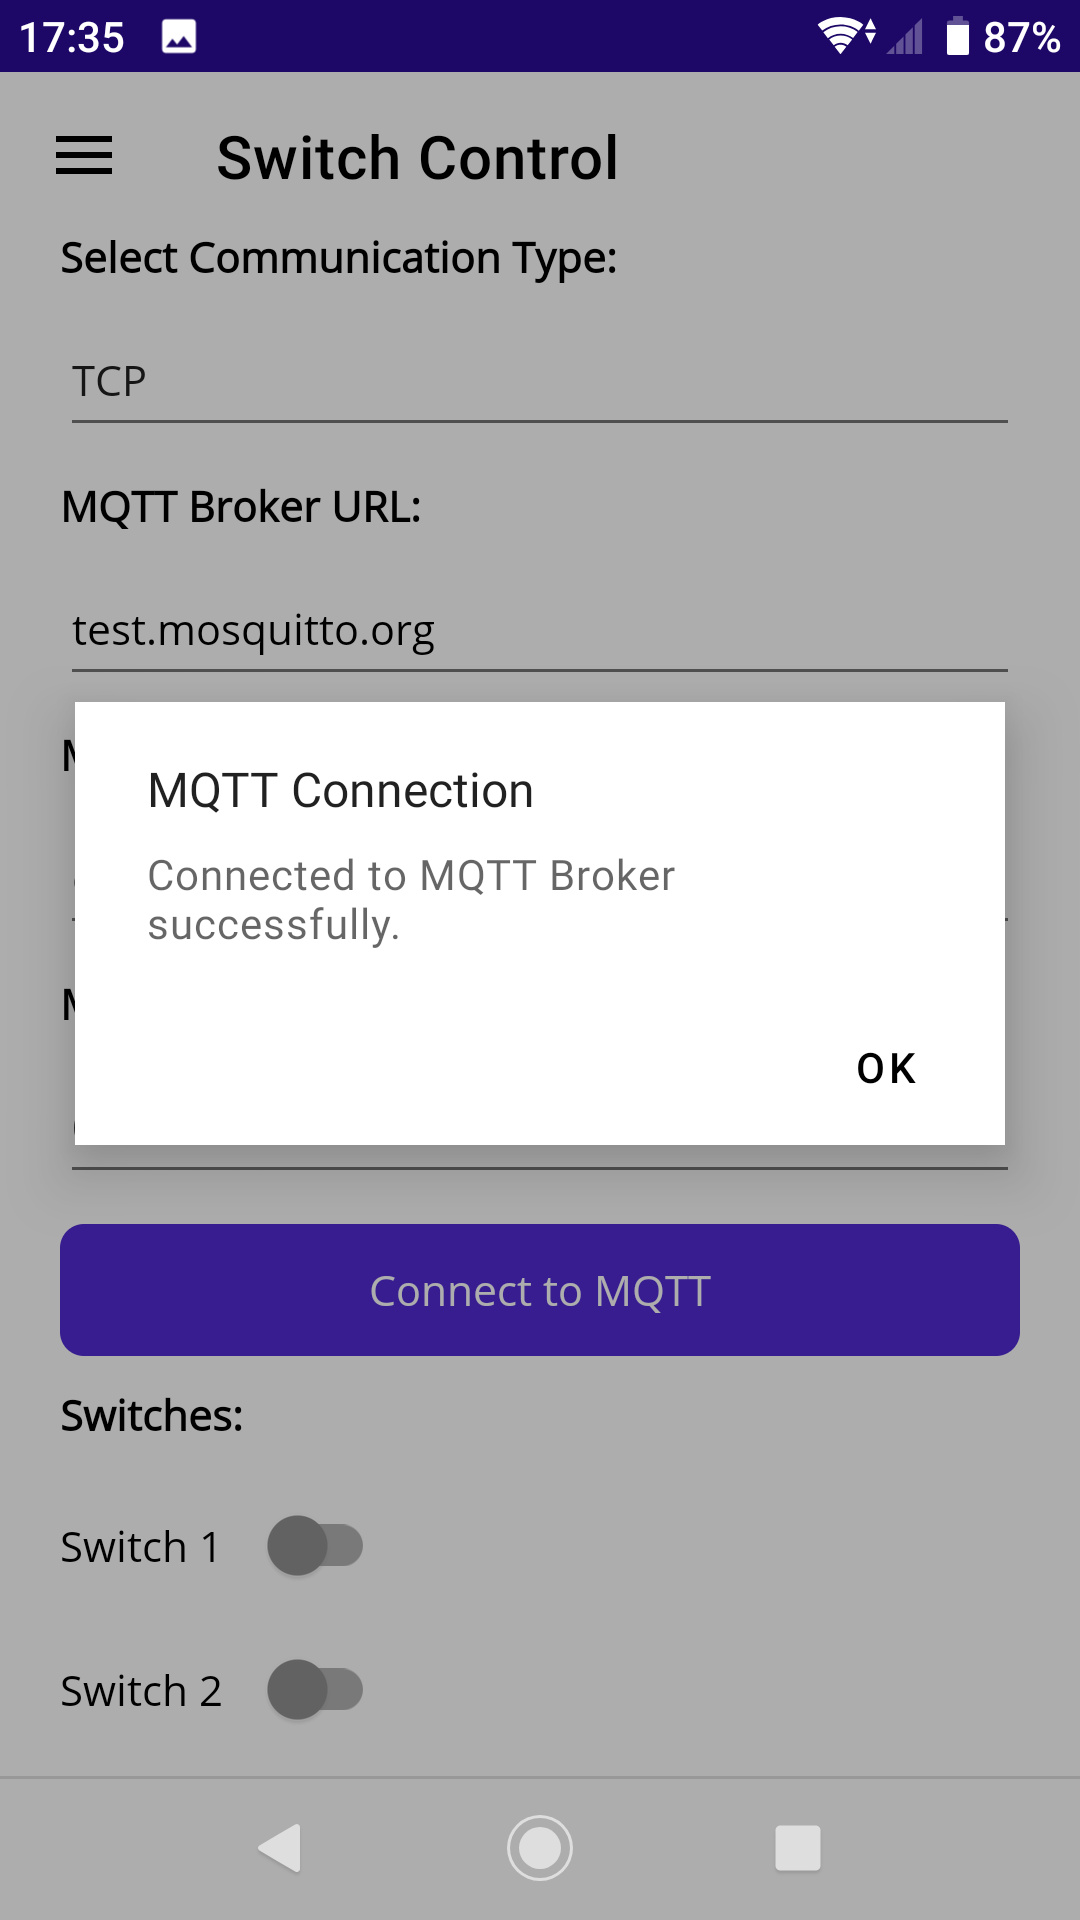 17:35 87%
Switch Control
Select Communication Type:
TCP
MQTT Broker URL:
test.mosquitto.org
MQTT Connection
Connected to MQTT Broker
successfully.
OK
Connect to MQTT
Switches:
Switch 1
Switch 2